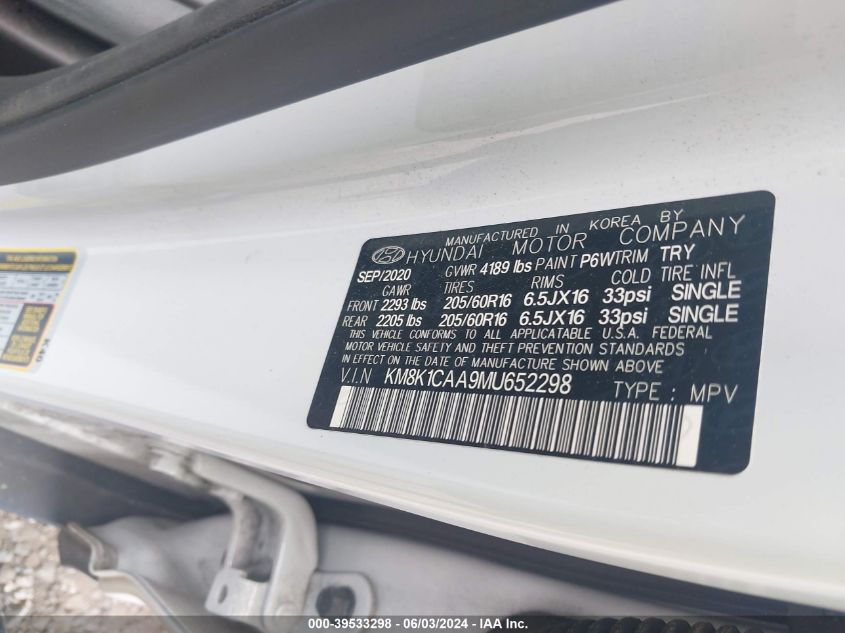 MANUFACTURED IN KOREA BY
HYUNDAI MOTOR COMPANY
SEP/2020 GVWR 4189 lbs PAINT P6W TRIM TRY
GAWR TIRES RIMS COLD TIRE INFL
FRONT 2293 lbs 205/60R16 6.5JX16 33psi SINGLE
REAR 2205 lbs 205/60R16 6.5JX16 33psi SINGLE
THIS VEHICLE CONFORMS TO ALL APPLICATABLE U.S.A. FEDERAL
MOTOR VEHICLE SAFETY AND THEFT PREVENTION STANDARDS
IN EFFECT ON THE DATE OF MANUFACTURE SHOWN ABOVE.
V.I.N KM8K1CAA9MU652298 TYPE : MPV
K40
000-39533298 - 06/03/2024 - IAA Inc.